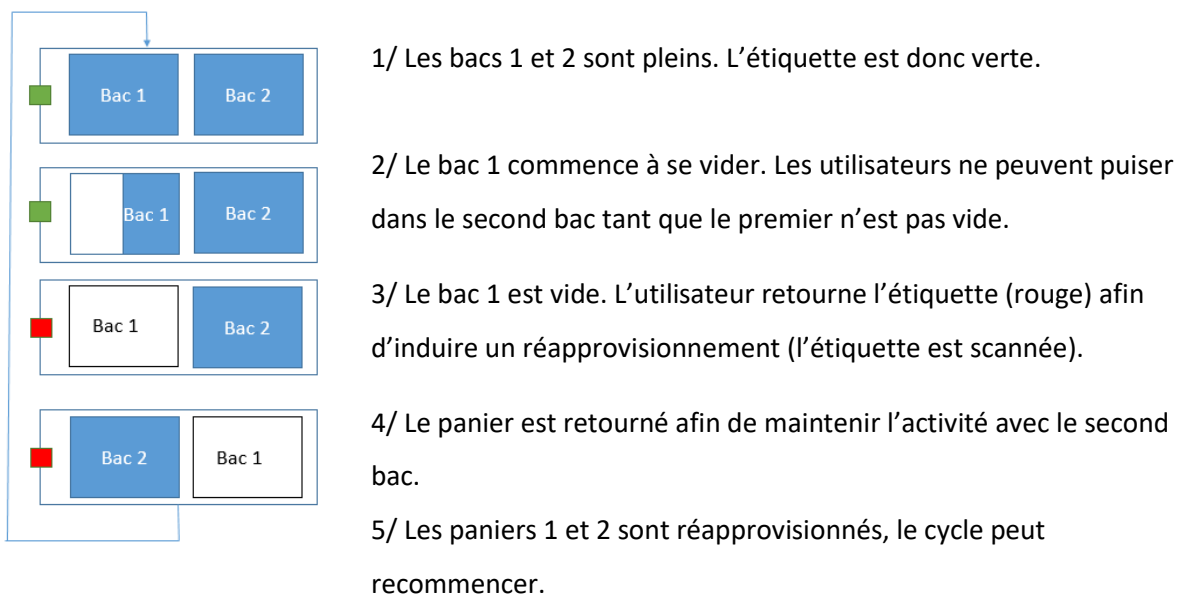 Bac 1 Bac 2
1/ Les bacs 1 et 2 sont pleins. L’étiquette est donc verte.
Bac 1 Bac 2
2/ Le bac 1 commence à se vider. Les utilisateurs ne peuvent puiser
dans le second bac tant que le premier n’est pas vide.
Bac 1 Bac 2
3/ Le bac 1 est vide. L’utilisateur retourne l’étiquette (rouge) afin
d’induire un réapprovisionnement (l’étiquette est scannée).
Bac 2 Bac 1
4/ Le panier est retourné afin de maintenir l’activité avec le second
bac.
5/ Les paniers 1 et 2 sont réapprovisionnés, le cycle peut
recommencer.